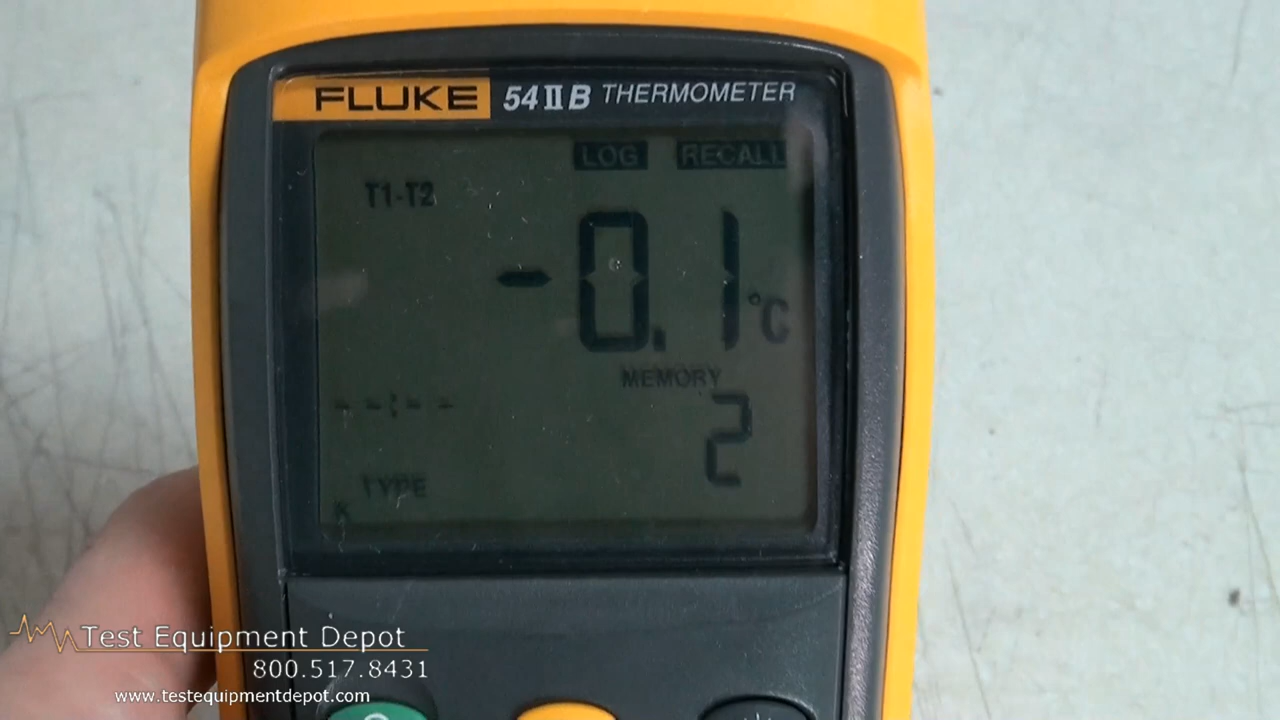 FLUKE 54 II B THERMOMETER
LOG RECALL
T1-T2
-0.1 °C
MEMORY
--:-- 2
TYPE
K
Test Equipment Depot
800.517.8431
www.testequipmentdepot.com